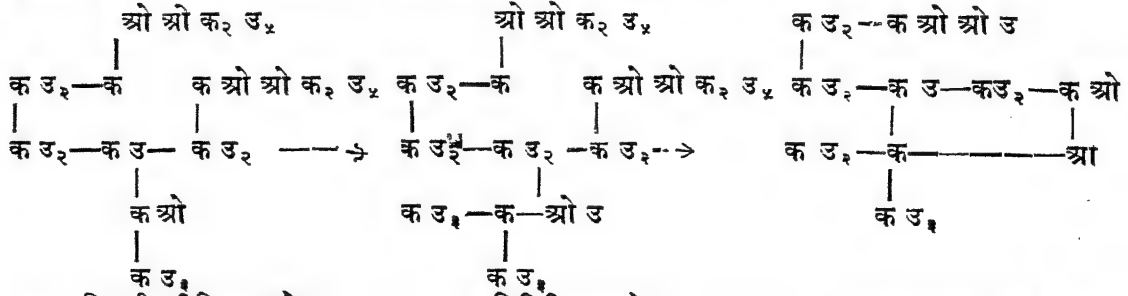 ओ ओ क₂ उ₅ ओ ओ क₂ उ₅ क उ₂ — क ओ ओ उ
क उ₂ — क क ओ ओ क₂ उ₅ क उ₂ — क क ओ ओ क₂ उ₅ क उ₂ — क उ — कउ₂ — क ओ
क उ₂ — क उ — क उ₂ → क उ₂ — क उ₂ — क उ₂ → क उ₂ — क — आ
क ओ क उ₃ — क — ओ उ क उ₃
क उ₃ क उ₃